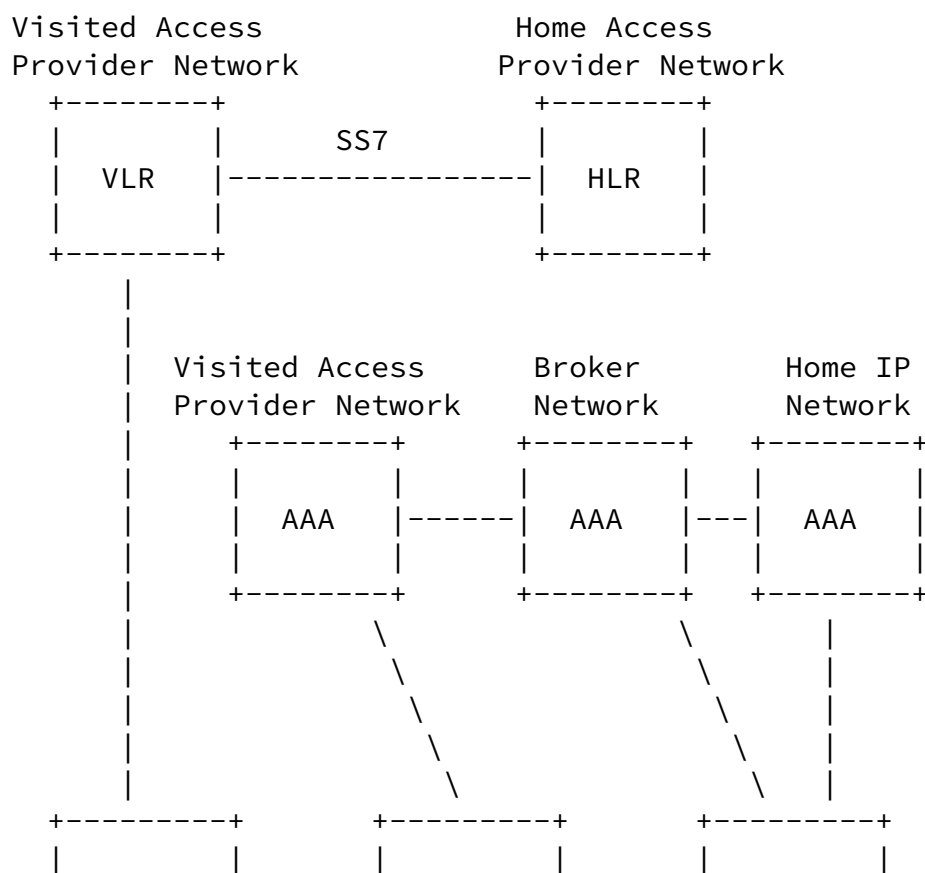 Visited Access Home Access
Provider Network Provider Network
SS7
VLR HLR
Visited Access Broker Home IP
Provider Network Network Network
AAA AAA AAA